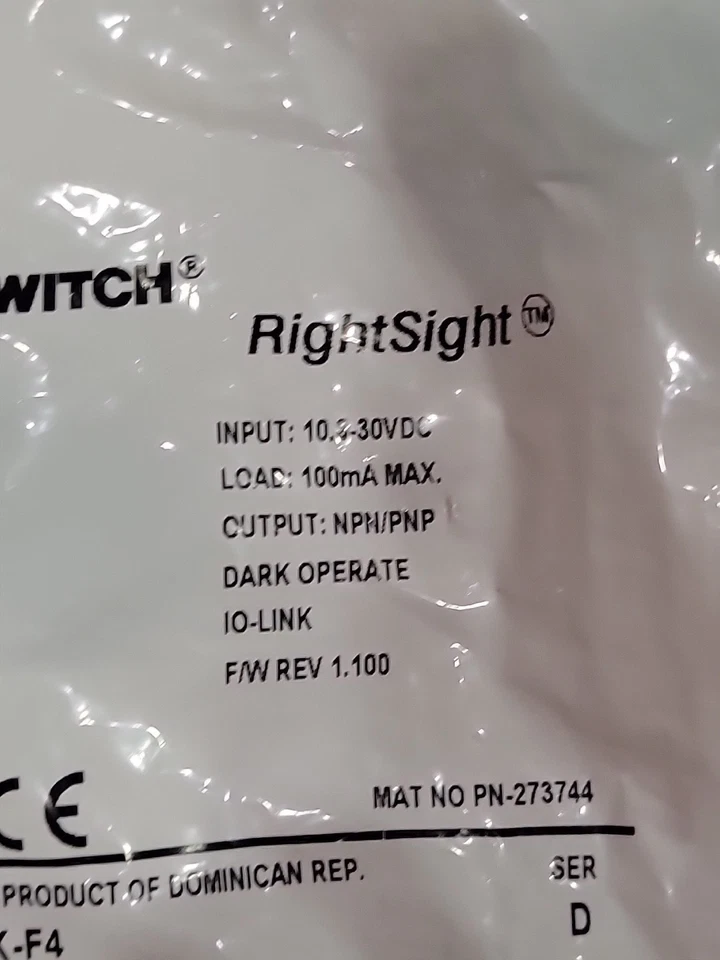 WITCH®
RightSight™
INPUT: 10.8-30VDC
LOAD: 100mA MAX.
OUTPUT: NPN/PNP
DARK OPERATE
IO-LINK
F/W REV 1.100
CE
MAT NO PN-273744
PRODUCT OF DOMINICAN REP.
SER
D
-F4